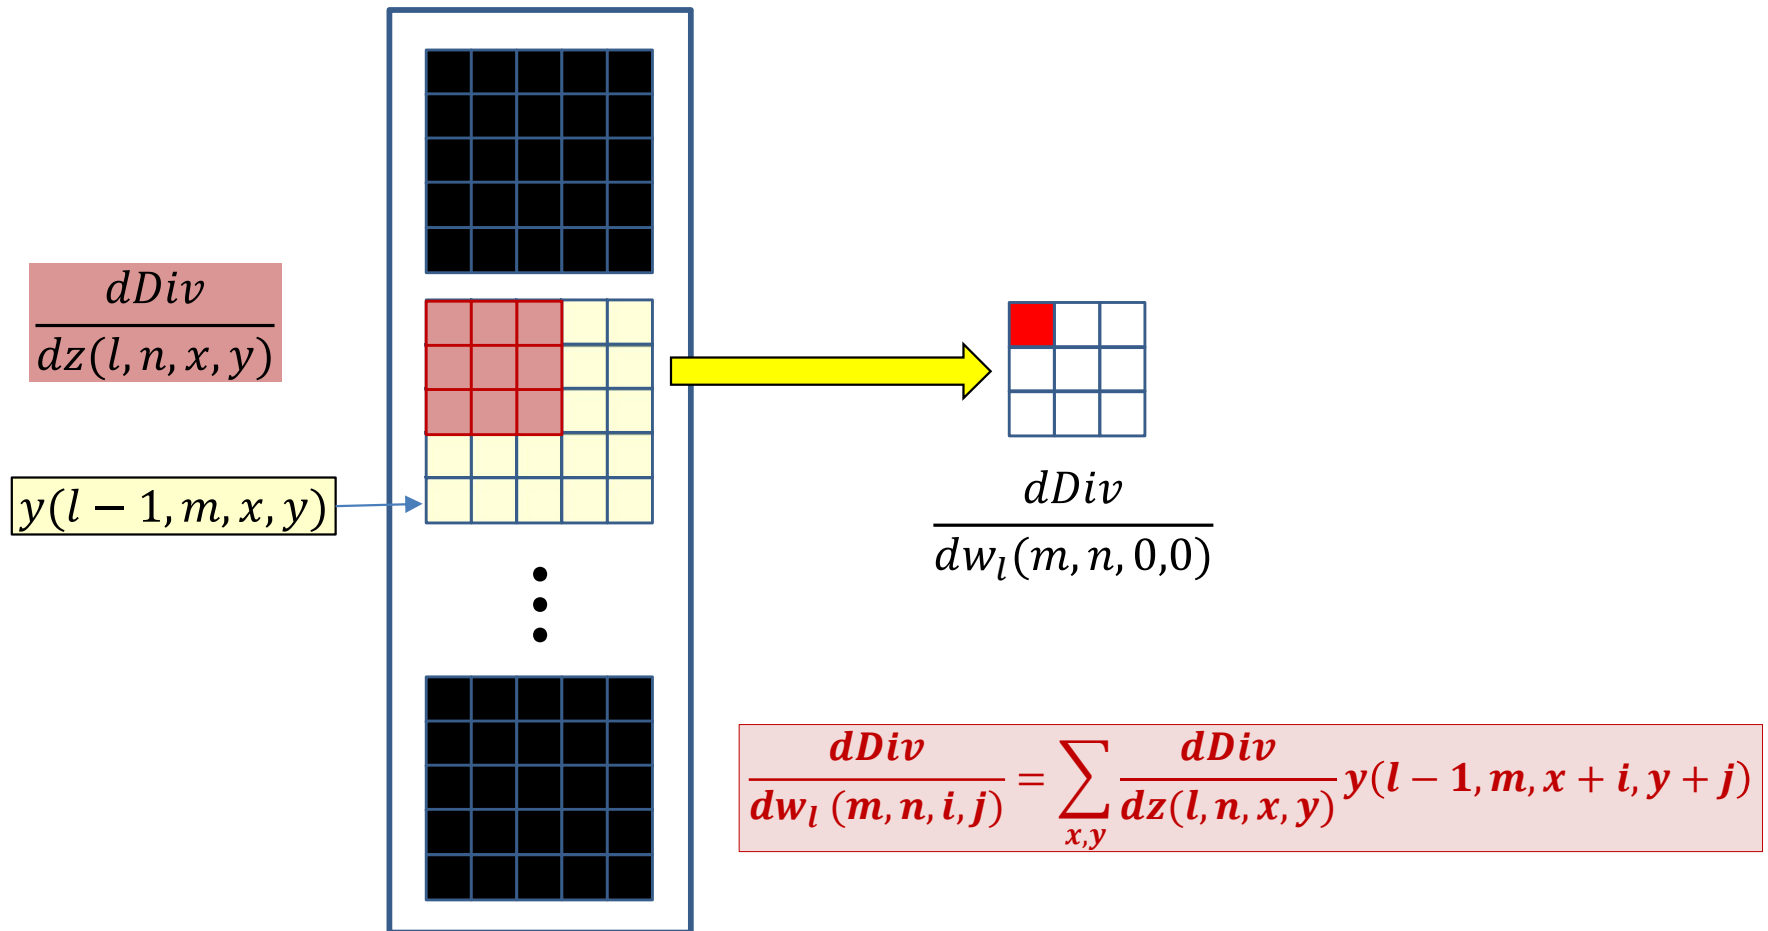 dDiv
dz(l, n, x, y)
y(l − 1, m, x, y)
dDiv
dw_l(m, n, 0,0)
dDiv / dw_l (m, n, i, j) = ∑_{x,y} dDiv / dz(l, n, x, y) y(l − 1, m, x + i, y + j)